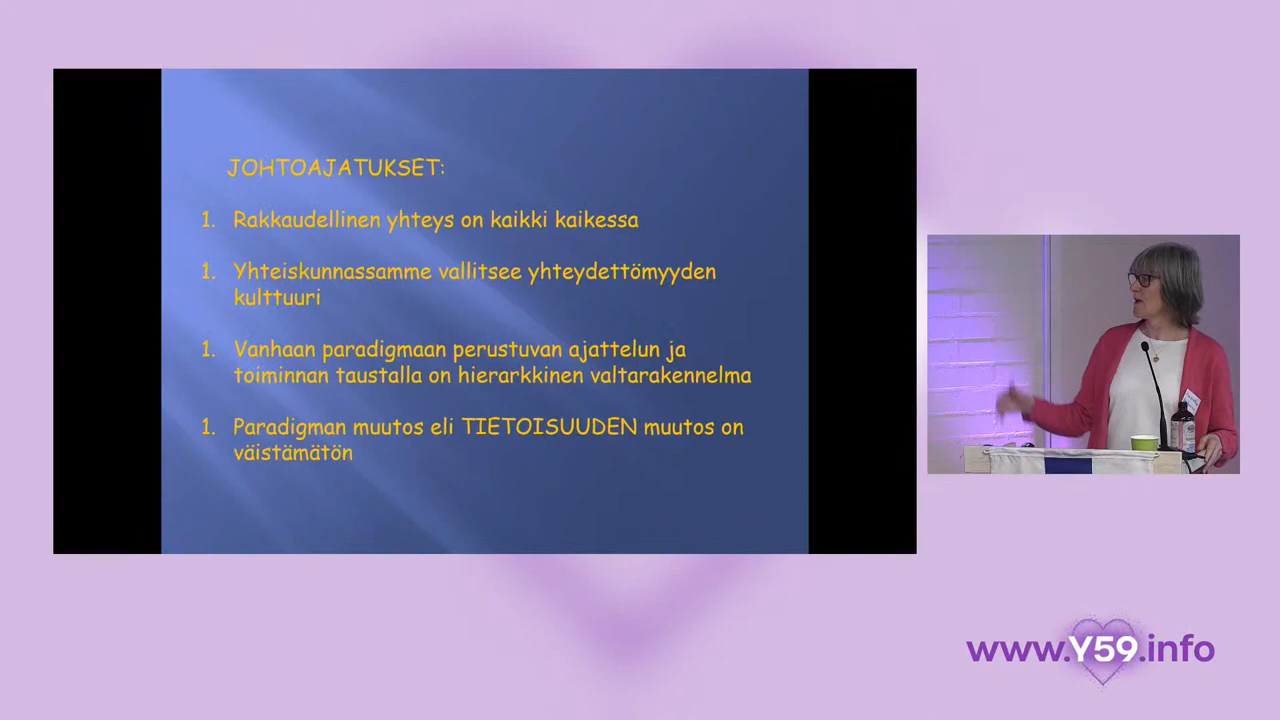 JOHTOAJATUKSET:
1. Rakkaudellinen yhteys on kaikki kaikessa
1. Yhteiskunnassamme vallitsee yhteydettömyyden
kulttuuri
1. Vanhaan paradigmaan perustuvan ajattelun ja
toiminnan taustalla on hierarkkinen valtarakennelma
1. Paradigman muutos eli TIETOISUUDEN muutos on
väistämätön
www.Y59.info